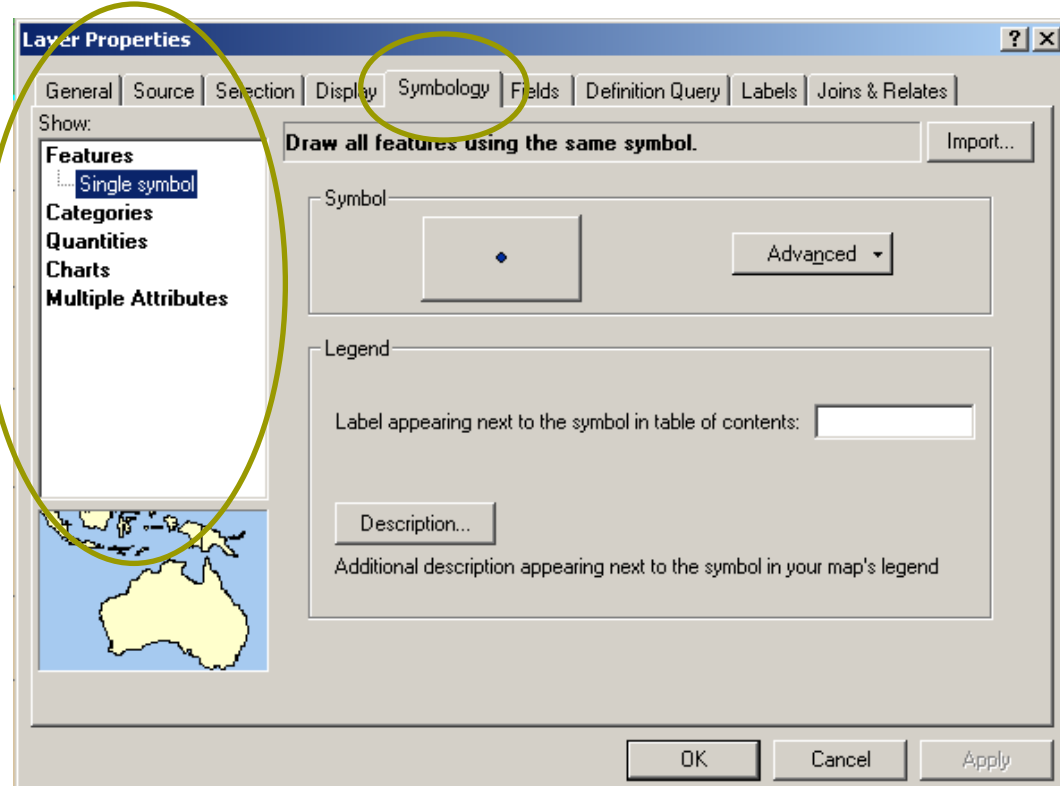 Layer Properties
General Source Selection Display Symbology Fields Definition Query Labels Joins & Relates
Show:
Features
Single symbol
Categories
Quantities
Charts
Multiple Attributes
Draw all features using the same symbol.
Import...
Symbol
Advanced
Legend
Label appearing next to the symbol in table of contents:
Description...
Additional description appearing next to the symbol in your map's legend
OK Cancel Apply